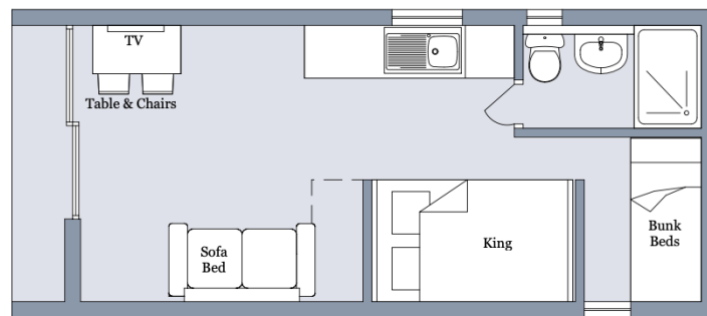 TV
Table & Chairs
Sofa
Bed
King
Bunk
Beds